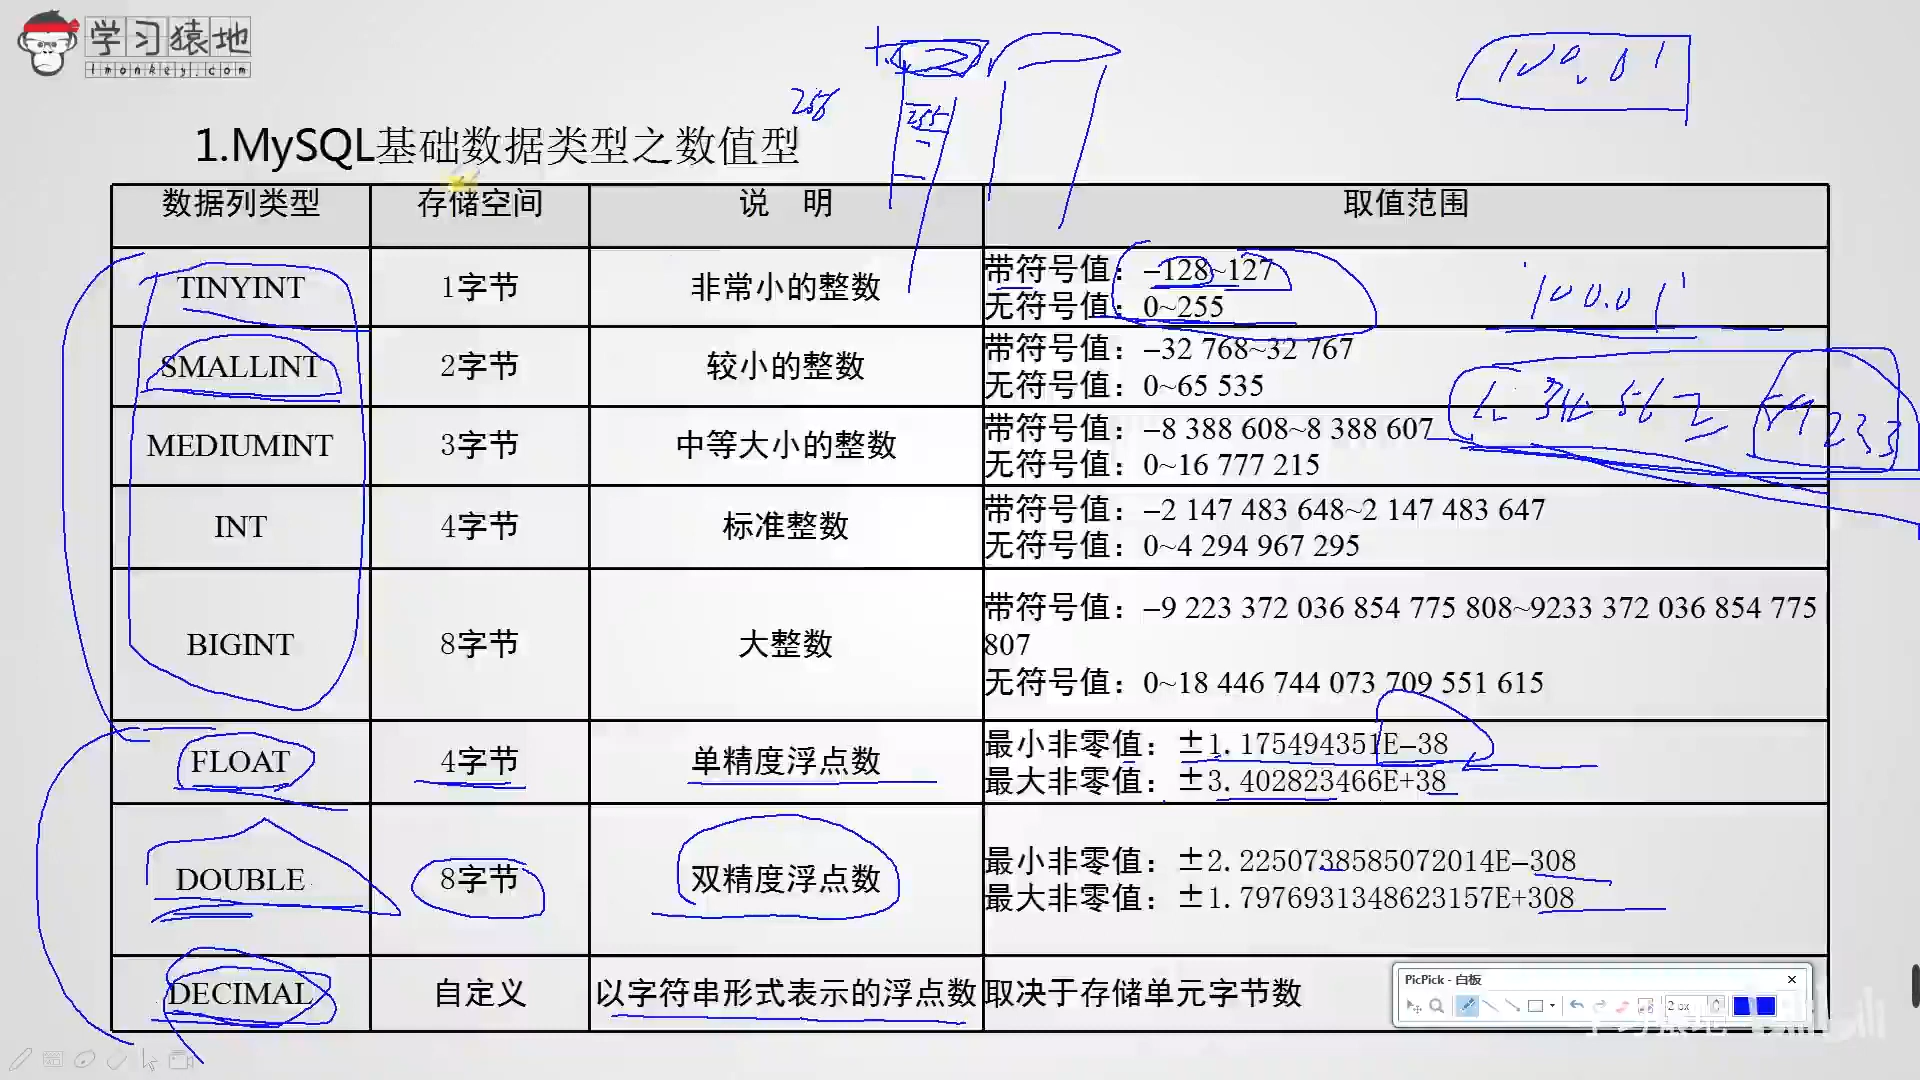 学习猿地
lmonkey.com
1.MySQL基础数据类型之数值型
256
255
100.01
数据列类型 存储空间 说 明 取值范围
TINYINT 1字节 非常小的整数 带符号值：–128~127
无符号值：0~255
100.01
SMALLINT 2字节 较小的整数 带符号值：–32 768~32 767
无符号值：0~65 535
MEDIUMINT 3字节 中等大小的整数 带符号值：–8 388 608~8 388 607
无符号值：0~16 777 215
INT 4字节 标准整数 带符号值：–2 147 483 648~2 147 483 647
无符号值：0~4 294 967 295
BIGINT 8字节 大整数 带符号值：–9 223 372 036 854 775 808~9233 372 036 854 775
807
无符号值：0~18 446 744 073 709 551 615
FLOAT 4字节 单精度浮点数 最小非零值：±1.175494351E–38
最大非零值：±3.402823466E+38
DOUBLE 8字节 双精度浮点数 最小非零值：±2.2250738585072014E–308
最大非零值：±1.7976931348623157E+308
DECIMAL 自定义 以字符串形式表示的浮点数 取决于存储单元字节数
PicPick - 白板
2 px